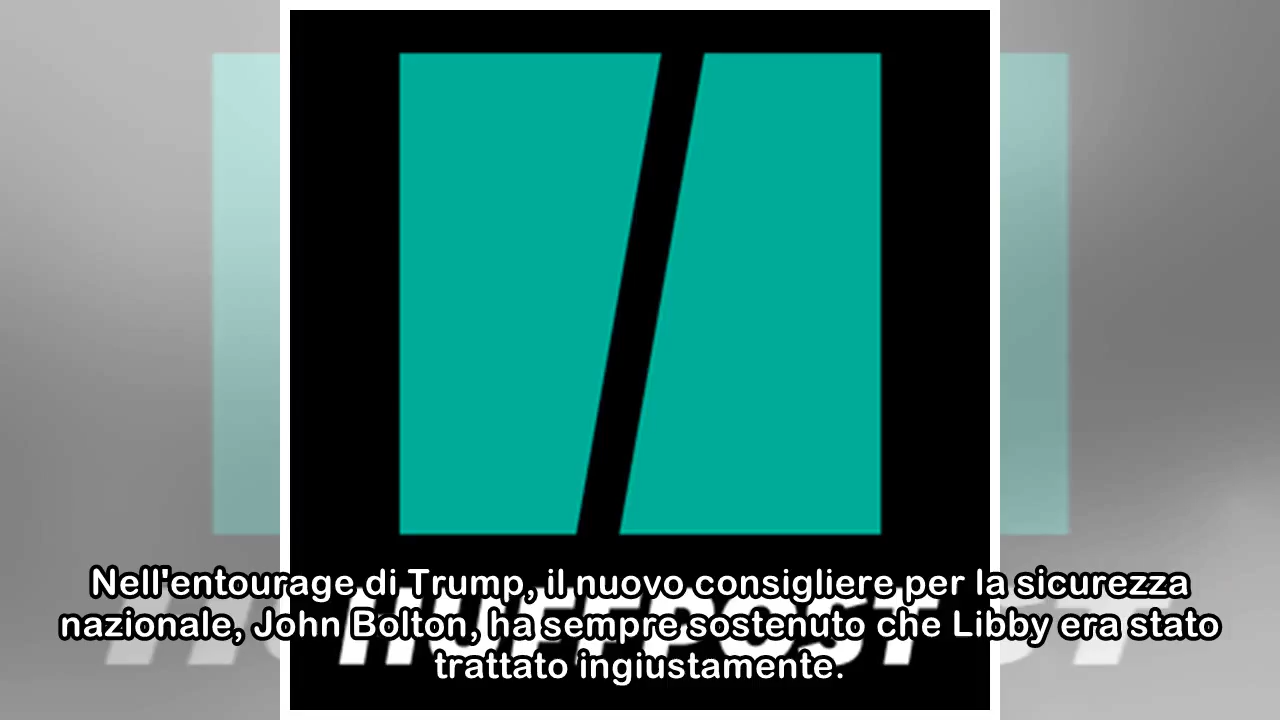 Nell'entourage di Trump, il nuovo consigliere per la sicurezza
nazionale, John Bolton, ha sempre sostenuto che Libby era stato
trattato ingiustamente.
HUFFPOST